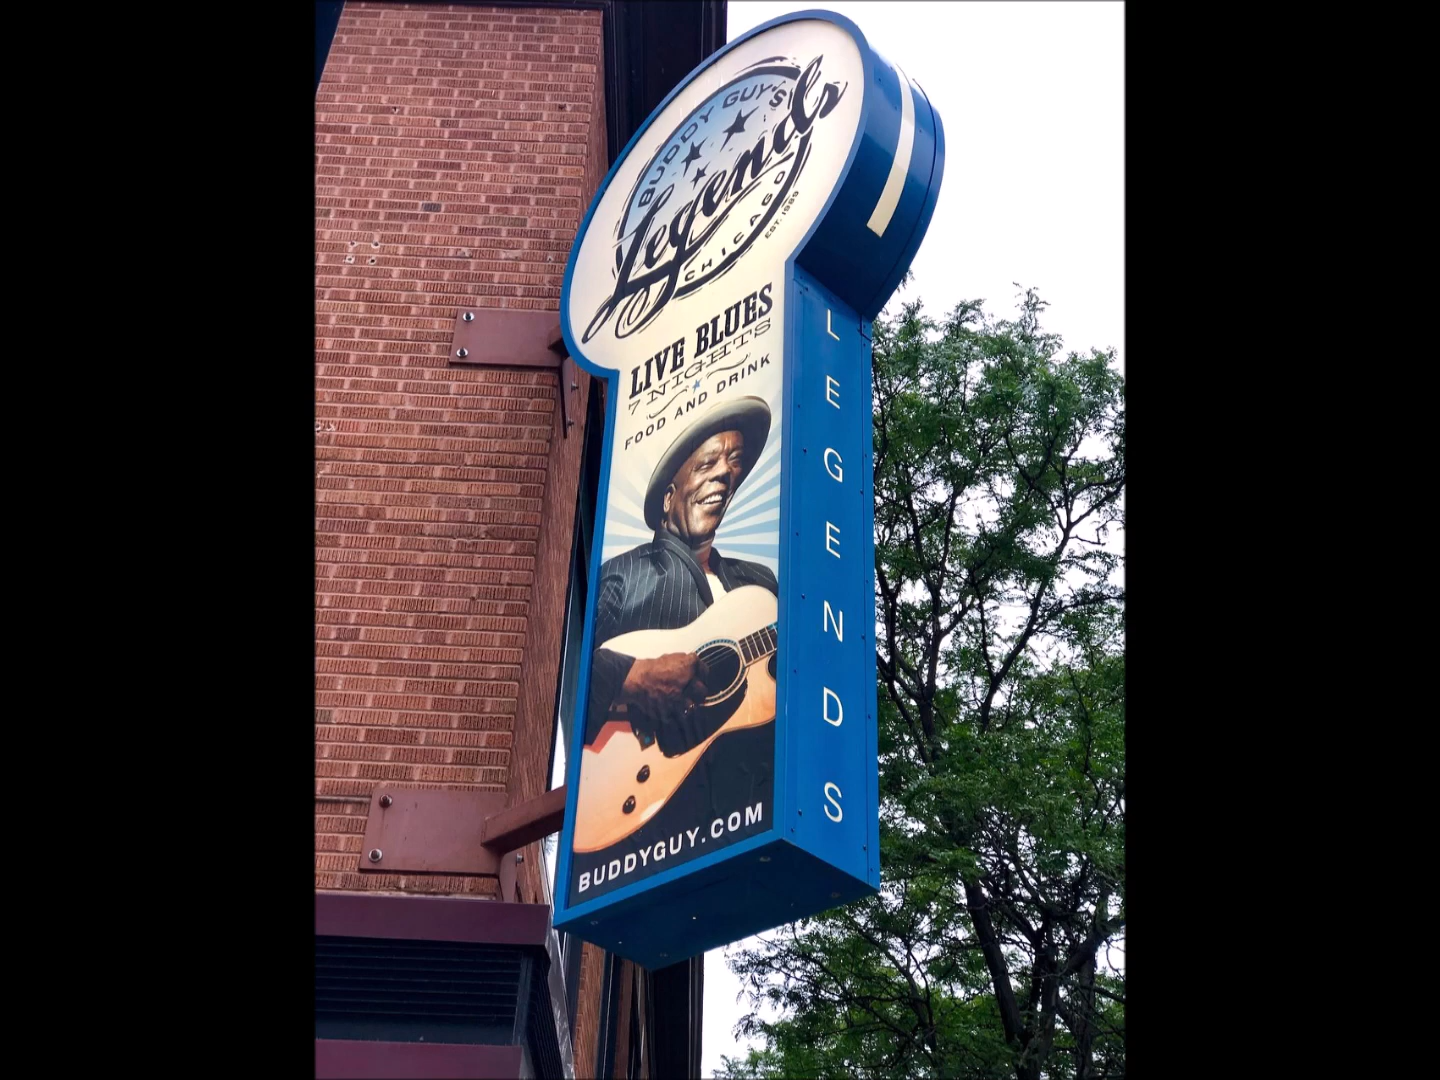 BUDDY GUY'S
Legends
CHICAGO
EST. 1989
LIVE BLUES
7 NIGHTS
FOOD AND DRINK
BUDDYGUY.COM
LEGENDS